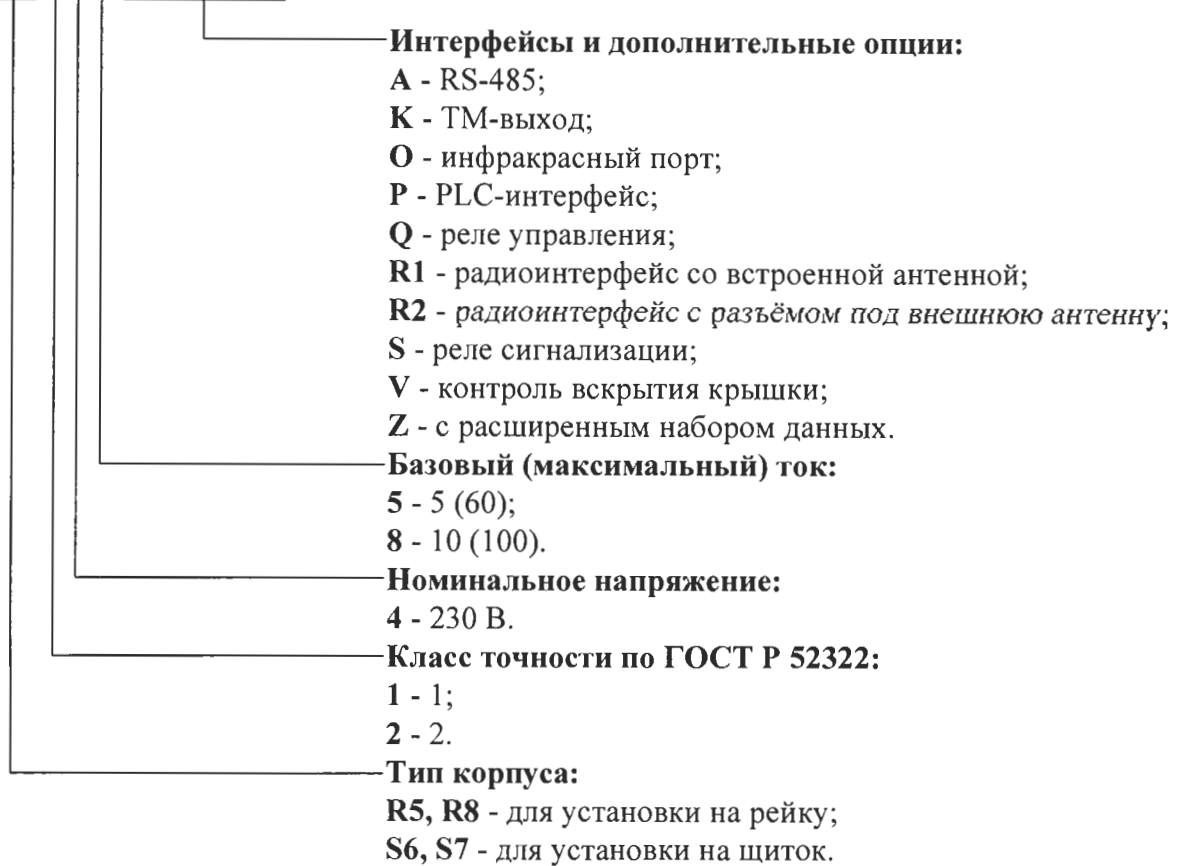 Интерфейсы и дополнительные опции:
A - RS-485;
K - ТМ-выход;
O - инфракрасный порт;
P - PLC-интерфейс;
Q - реле управления;
R1 - радиоинтерфейс со встроенной антенной;
R2 - радиоинтерфейс с разъёмом под внешнюю антенну;
S - реле сигнализации;
V - контроль вскрытия крышки;
Z - с расширенным набором данных.
Базовый (максимальный) ток:
5 - 5 (60);
8 - 10 (100).
Номинальное напряжение:
4 - 230 В.
Класс точности по ГОСТ Р 52322:
1 - 1;
2 - 2.
Тип корпуса:
R5, R8 - для установки на рейку;
S6, S7 - для установки на щиток.